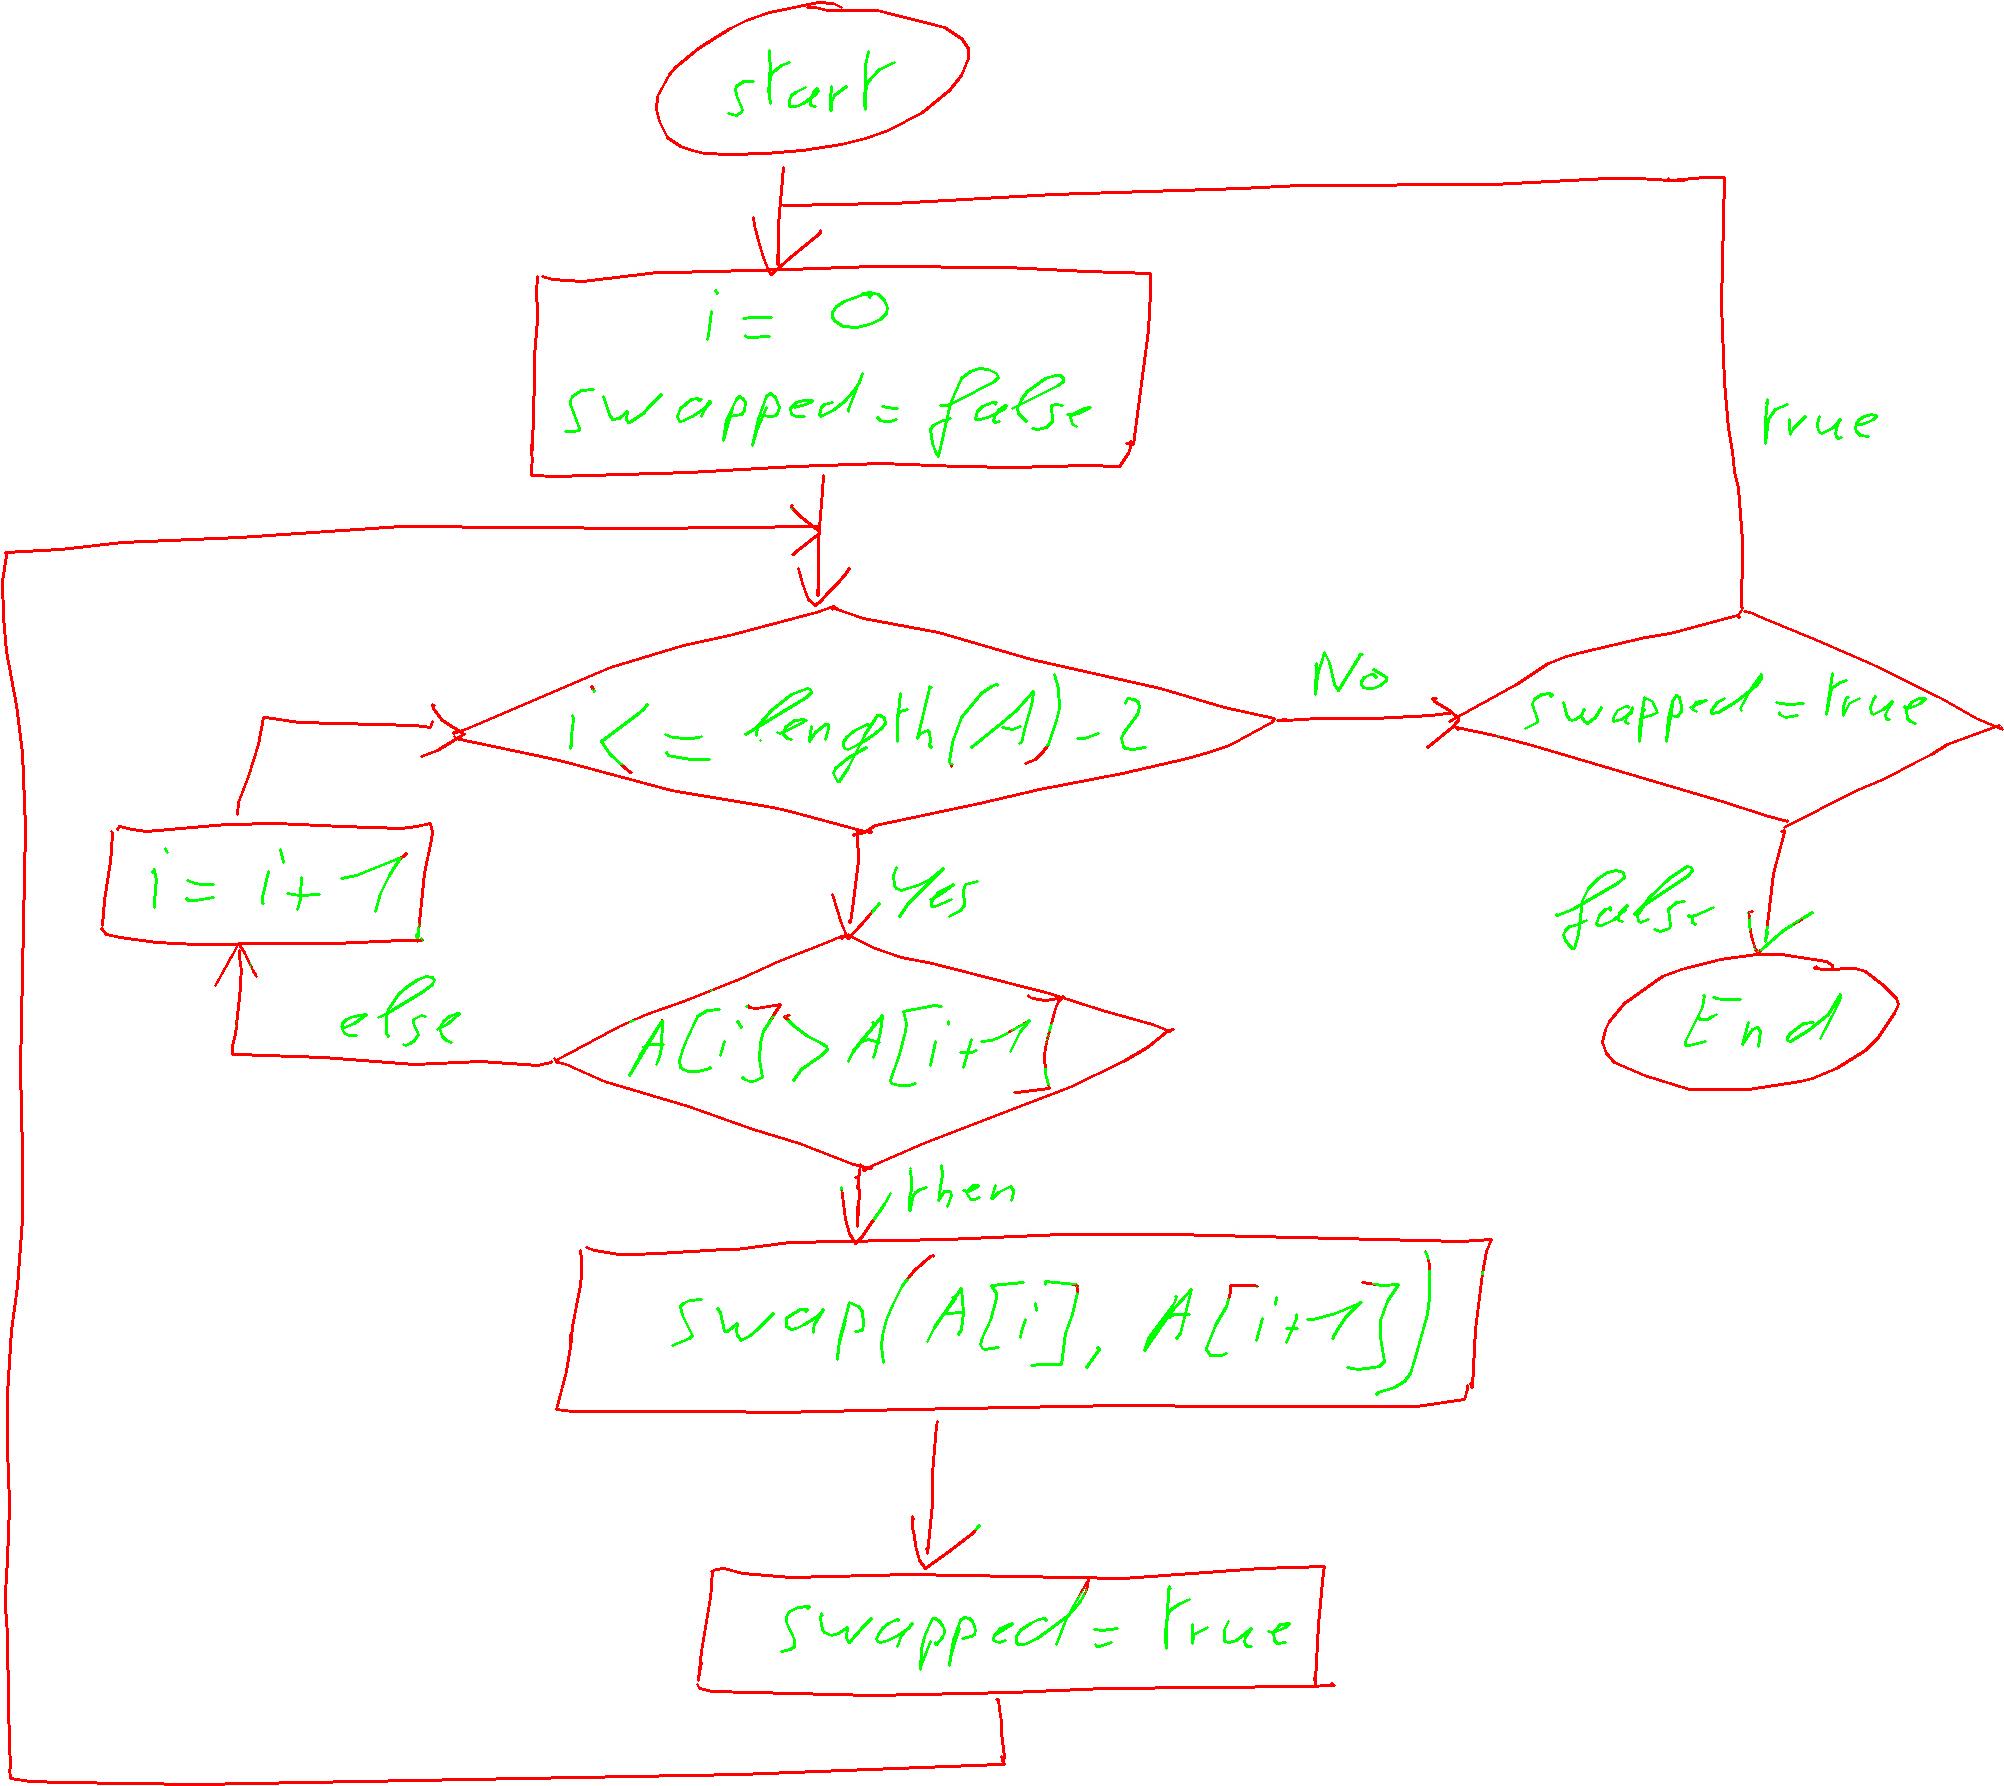 start
i = 0
swapped = false
true
i <= length(A) - 2
No
swapped = true
i = i + 1
Yes
false
else
A[i] > A[i+1]
End
then
swap(A[i], A[i+1])
swapped = true